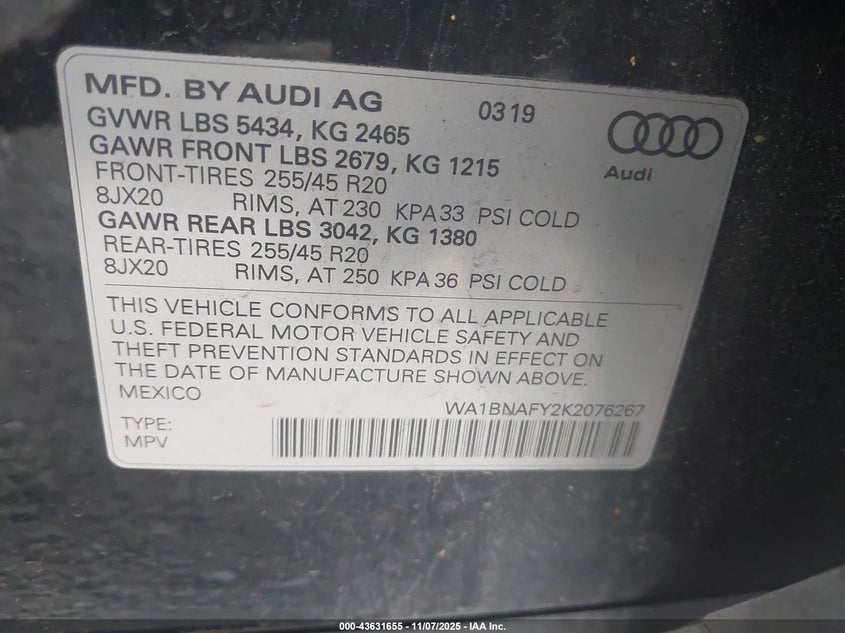 MFD. BY AUDI AG 0319
GVWR LBS 5434, KG 2465
GAWR FRONT LBS 2679, KG 1215
FRONT-TIRES 255/45 R20
8JX20 RIMS, AT 230 KPA 33 PSI COLD
GAWR REAR LBS 3042, KG 1380
REAR-TIRES 255/45 R20
8JX20 RIMS, AT 250 KPA 36 PSI COLD
Audi
THIS VEHICLE CONFORMS TO ALL APPLICABLE
U.S. FEDERAL MOTOR VEHICLE SAFETY AND
THEFT PREVENTION STANDARDS IN EFFECT ON
THE DATE OF MANUFACTURE SHOWN ABOVE.
MEXICO
WA1BNAFY2K2076267
TYPE:
MPV
000-43631655 - 11/07/2025 - IAA Inc.